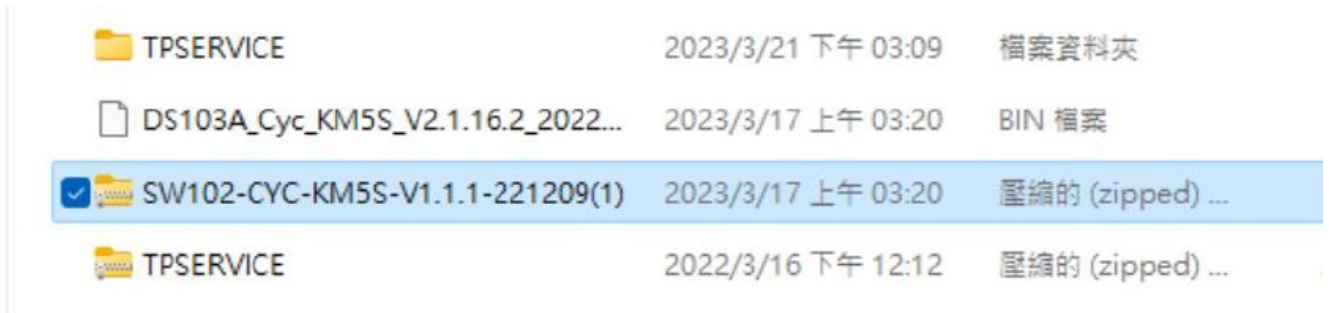 TPSERVICE 2023/3/21 下午 03:09 檔案資料夾
DS103A_Cyc_KM5S_V2.1.16.2_2022... 2023/3/17 上午 03:20 BIN 檔案
SW102-CYC-KM5S-V1.1.1-221209(1) 2023/3/17 上午 03:20 壓縮的 (zipped) ...
TPSERVICE 2022/3/16 下午 12:12 壓縮的 (zipped) ...